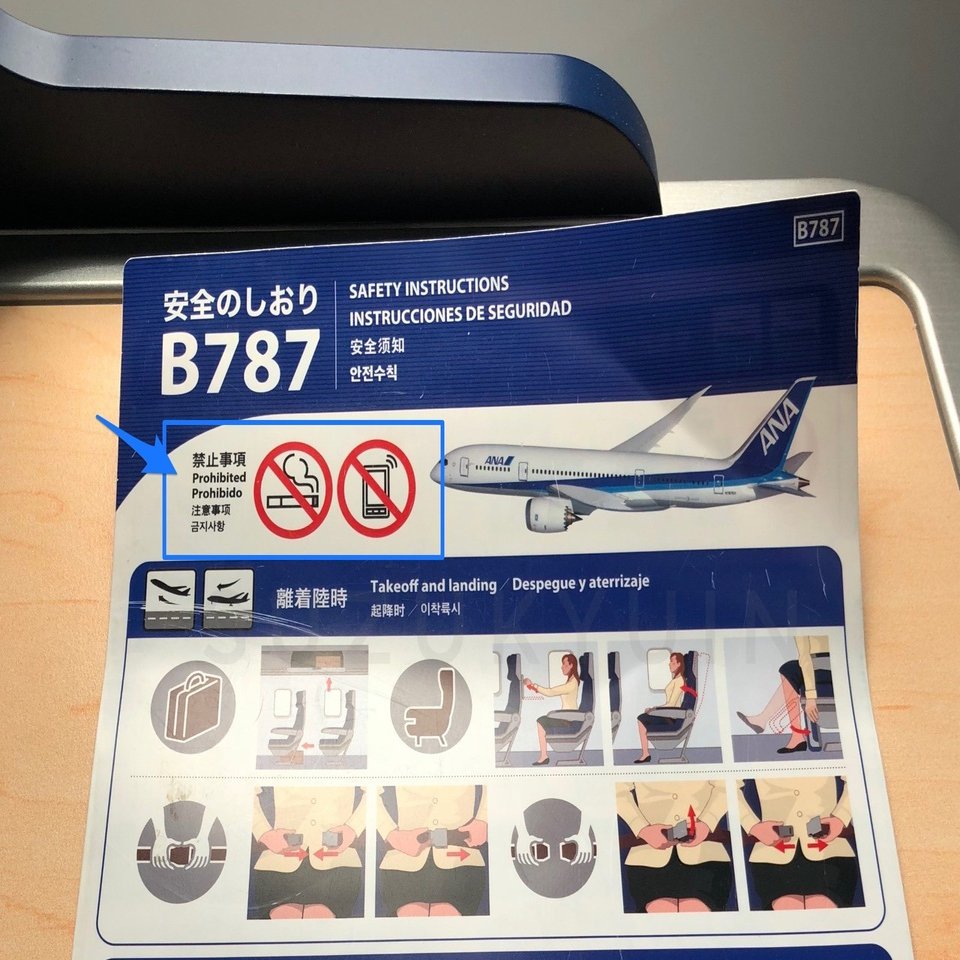 B787
安全のしおり
B787
SAFETY INSTRUCTIONS
INSTRUCCIONES DE SEGURIDAD
安全须知
안전수칙
禁止事項
Prohibited
Prohibido
注意事项
금지사항
ANA
ANA
離着陸時
Takeoff and landing / Despegue y aterrizaje
起降时 / 이착륙시
SUZUKYUIN